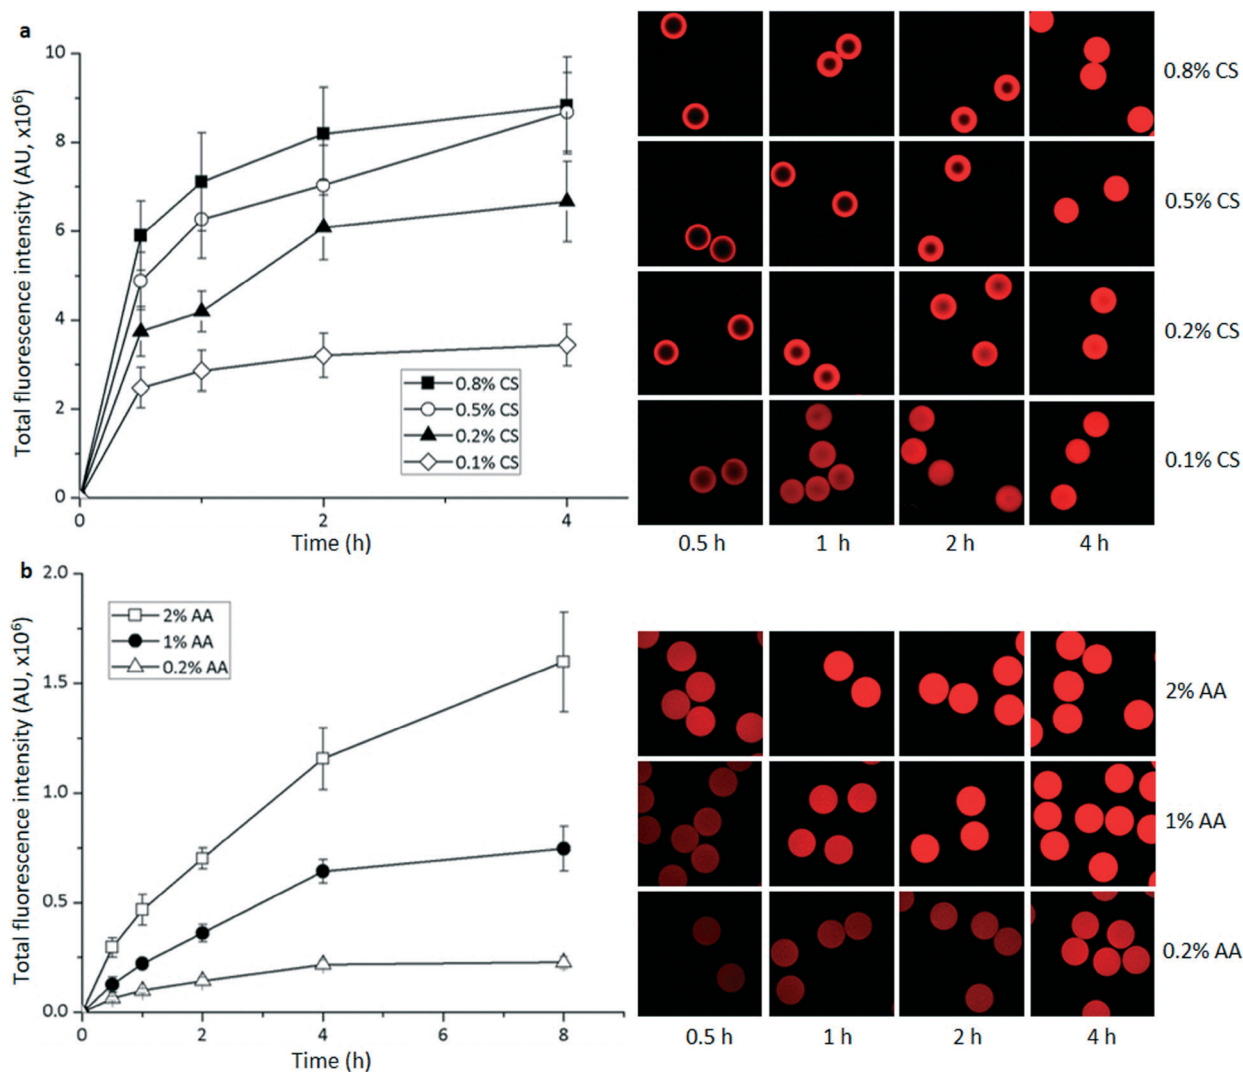 a
Total fluorescence intensity (AU, x10⁶)
10
8
6
4
2
0
0.8% CS
0.5% CS
0.2% CS
0.1% CS
0
1
2
4
Time (h)
0.8% CS
0.5% CS
0.2% CS
0.1% CS
0.5 h
1 h
2 h
4 h
b
Total fluorescence intensity (AU, x10⁶)
2.0
1.5
1.0
0.5
0.0
2% AA
1% AA
0.2% AA
0
2
4
6
8
Time (h)
2% AA
1% AA
0.2% AA
0.5 h
1 h
2 h
4 h